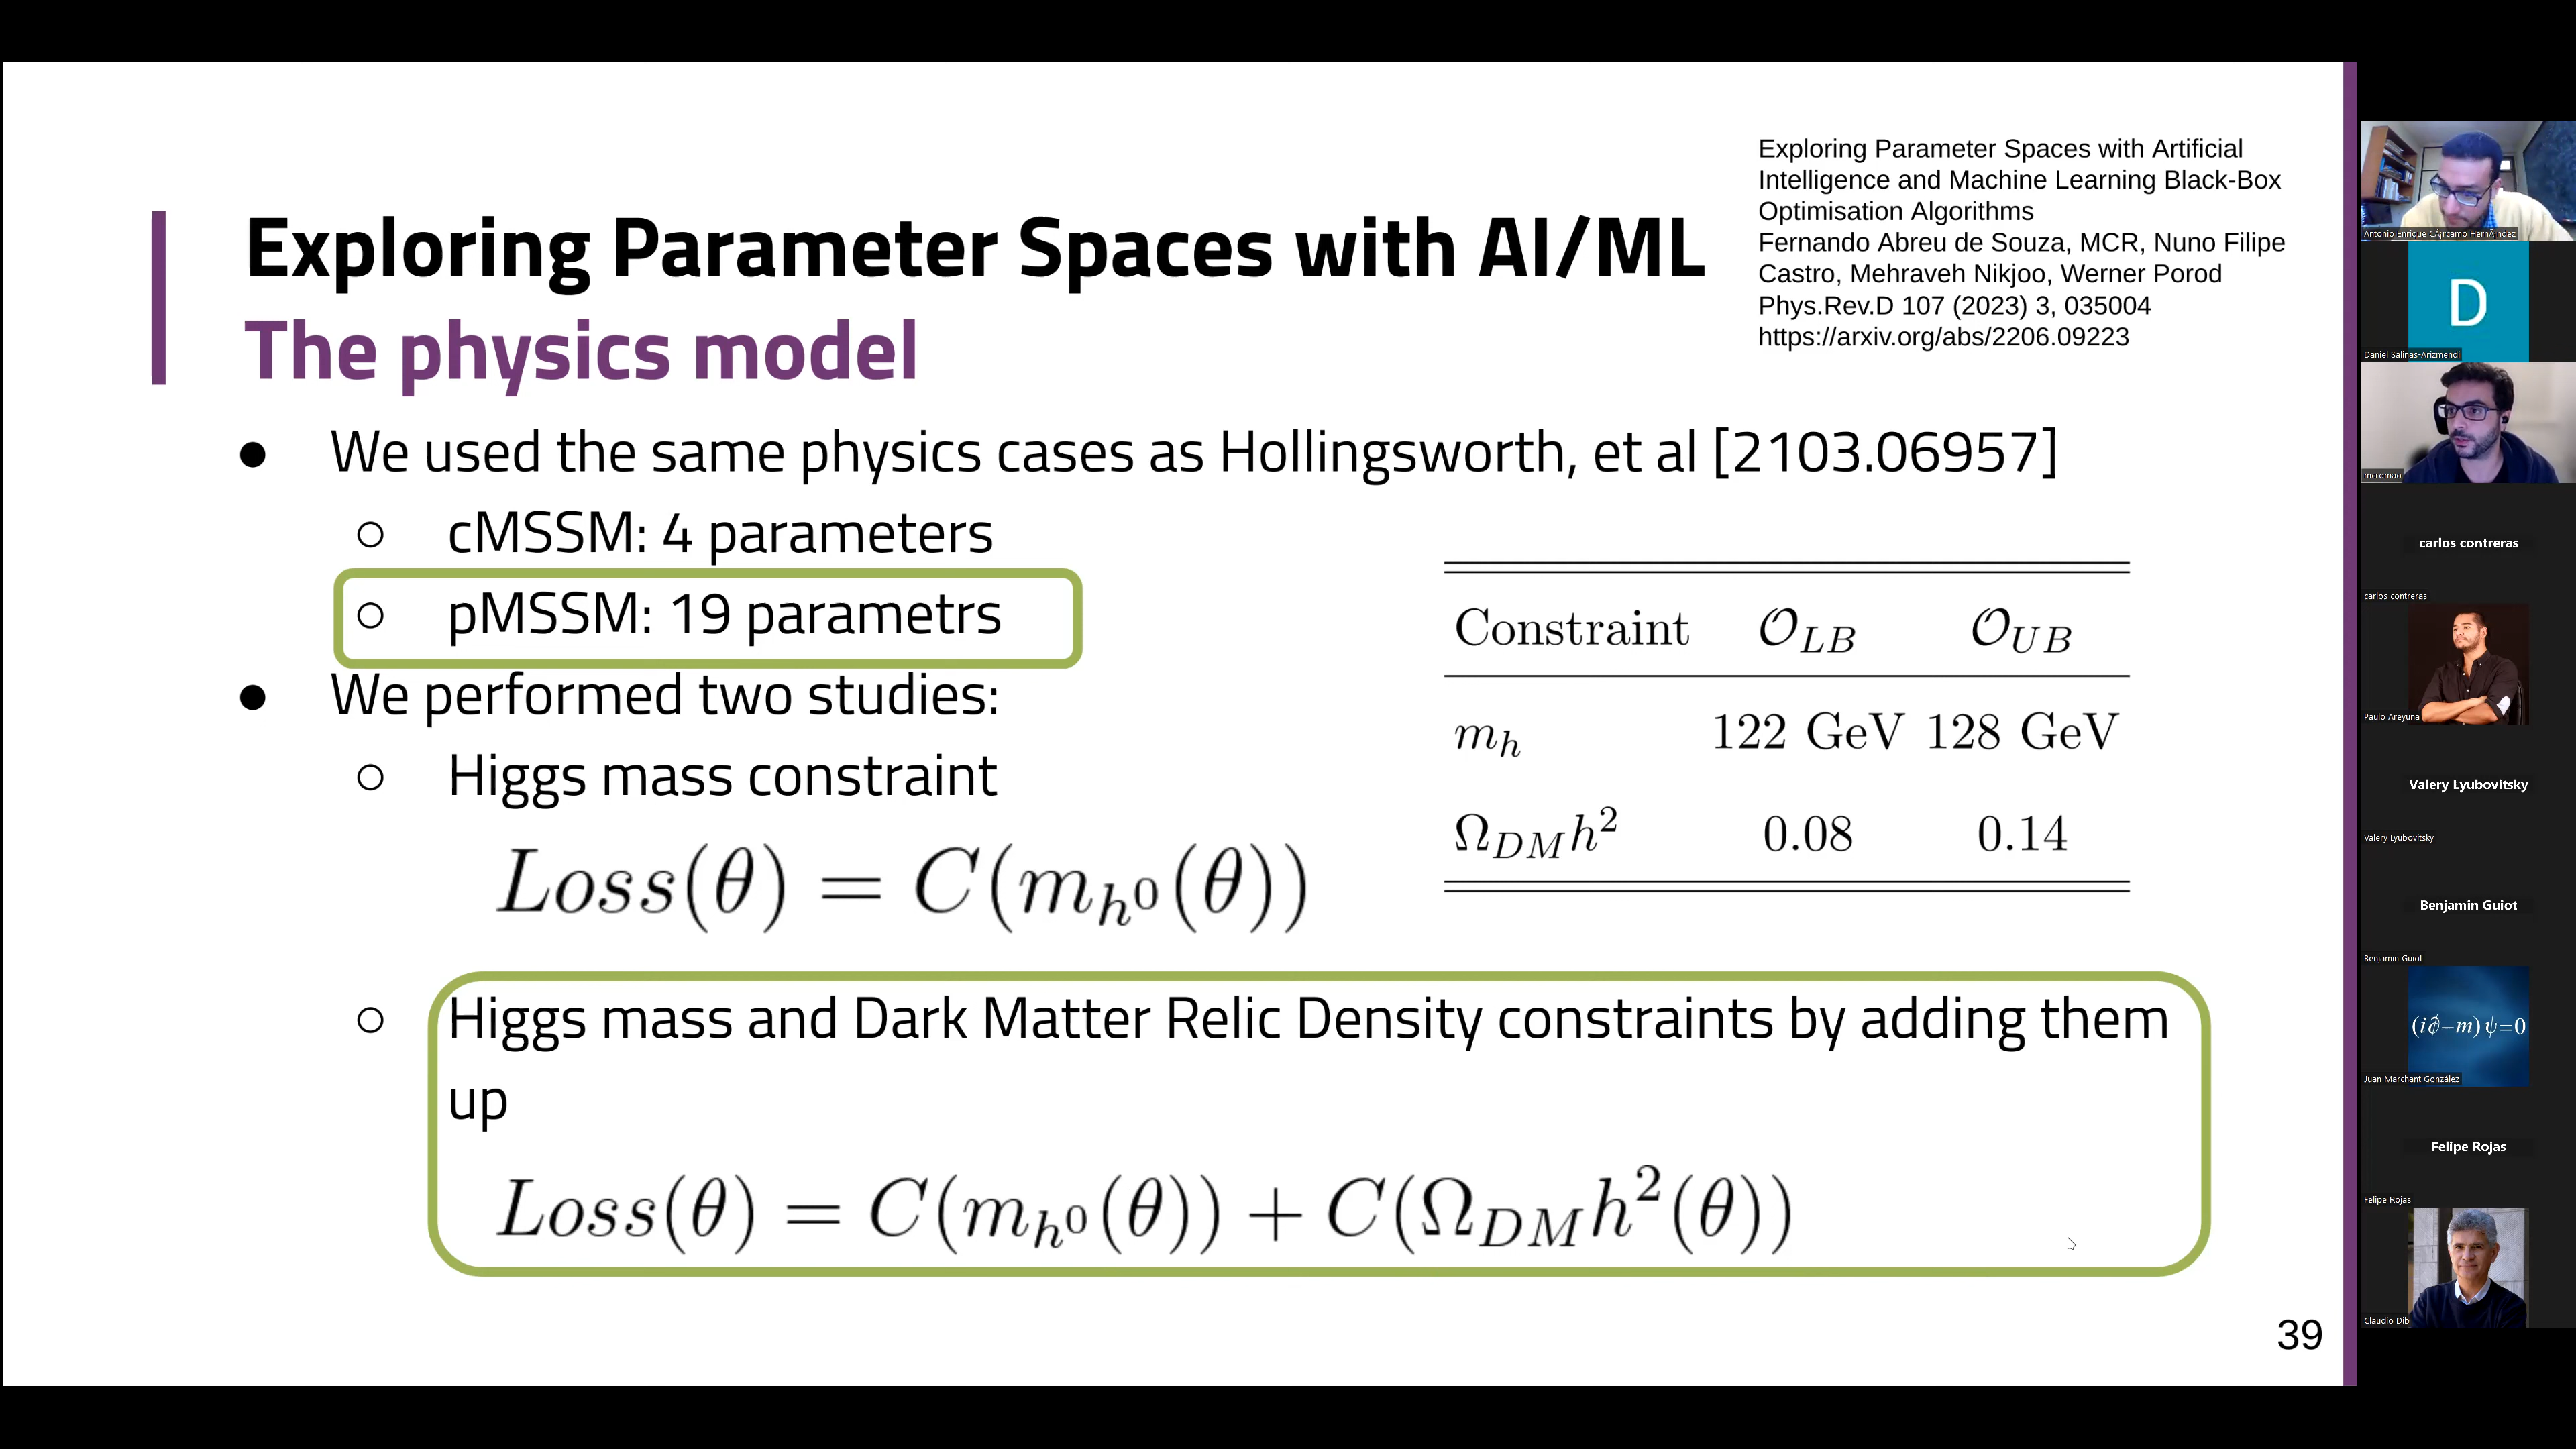 Exploring Parameter Spaces with AI/ML
The physics model
Exploring Parameter Spaces with Artificial
Intelligence and Machine Learning Black-Box
Optimisation Algorithms
Fernando Abreu de Souza, MCR, Nuno Filipe
Castro, Mehraveh Nikjoo, Werner Porod
Phys.Rev.D 107 (2023) 3, 035004
https://arxiv.org/abs/2206.09223
● We used the same physics cases as Hollingsworth, et al [2103.06957]
○ cMSSM: 4 parameters
○ pMSSM: 19 parametrs
● We performed two studies:
○ Higgs mass constraint
Loss(θ) = C(m_{h^0}(θ))
○ Higgs mass and Dark Matter Relic Density constraints by adding them
up
Loss(θ) = C(m_{h^0}(θ)) + C(Ω_{DM}h^2(θ))
Constraint O_{LB} O_{UB}
m_h 122 GeV 128 GeV
Ω_{DM}h^2 0.08 0.14
39
Antonio Enrique CÃ¡rcamo HernÃ¡ndez
D
Daniel Salinas-Arizmendi
mcromao
carlos contreras
carlos contreras
Paulo Areyuna
Valery Lyubovitsky
Valery Lyubovitsky
Benjamin Guiot
Benjamin Guiot
(i∂̸−m)ψ=0
Juan Marchant González
Felipe Rojas
Felipe Rojas
Claudio Dib